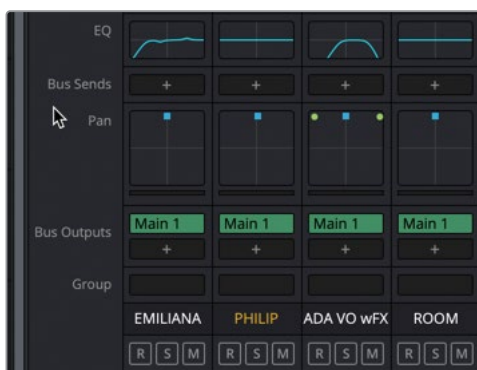 EQ
Bus Sends + + + +
Pan
Bus Outputs Main 1 Main 1 Main 1 Main 1
+ + + +
Group
EMILIANA PHILIP ADA VO wFX ROOM
R S M R S M R S M R S M